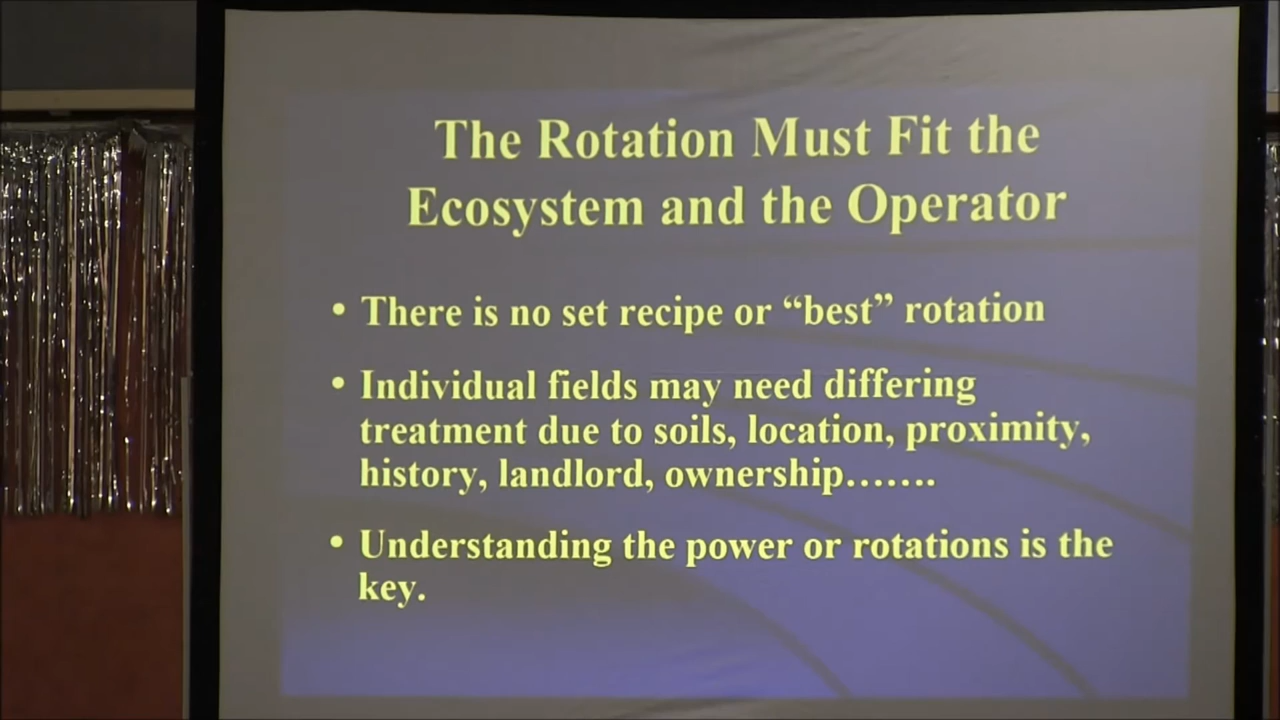 The Rotation Must Fit the
Ecosystem and the Operator
• There is no set recipe or “best” rotation
• Individual fields may need differing
treatment due to soils, location, proximity,
history, landlord, ownership…….
• Understanding the power or rotations is the
key.